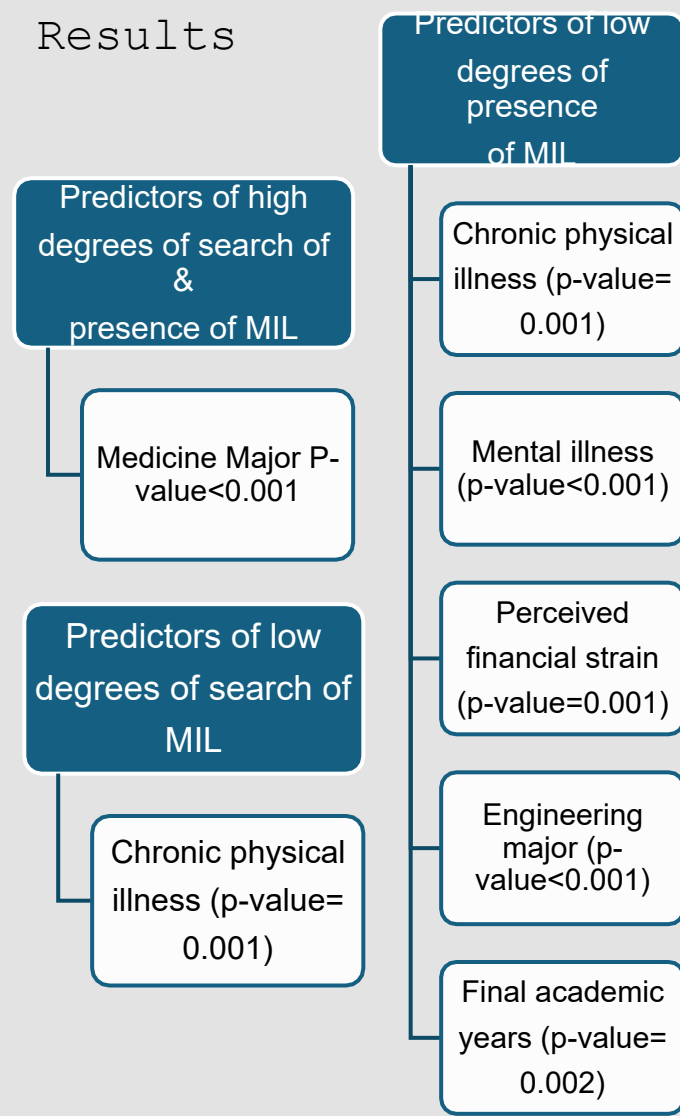 Results
Predictors of high
degrees of search of
&
presence of MIL
Medicine Major P-
value<0.001
Predictors of low
degrees of search of
MIL
Chronic physical
illness (p-value=
0.001)
Predictors of low
degrees of
presence
of MIL
Chronic physical
illness (p-value=
0.001)
Mental illness
(p-value<0.001)
Perceived
financial strain
(p-value=0.001)
Engineering
major (p-
value<0.001)
Final academic
years (p-value=
0.002)